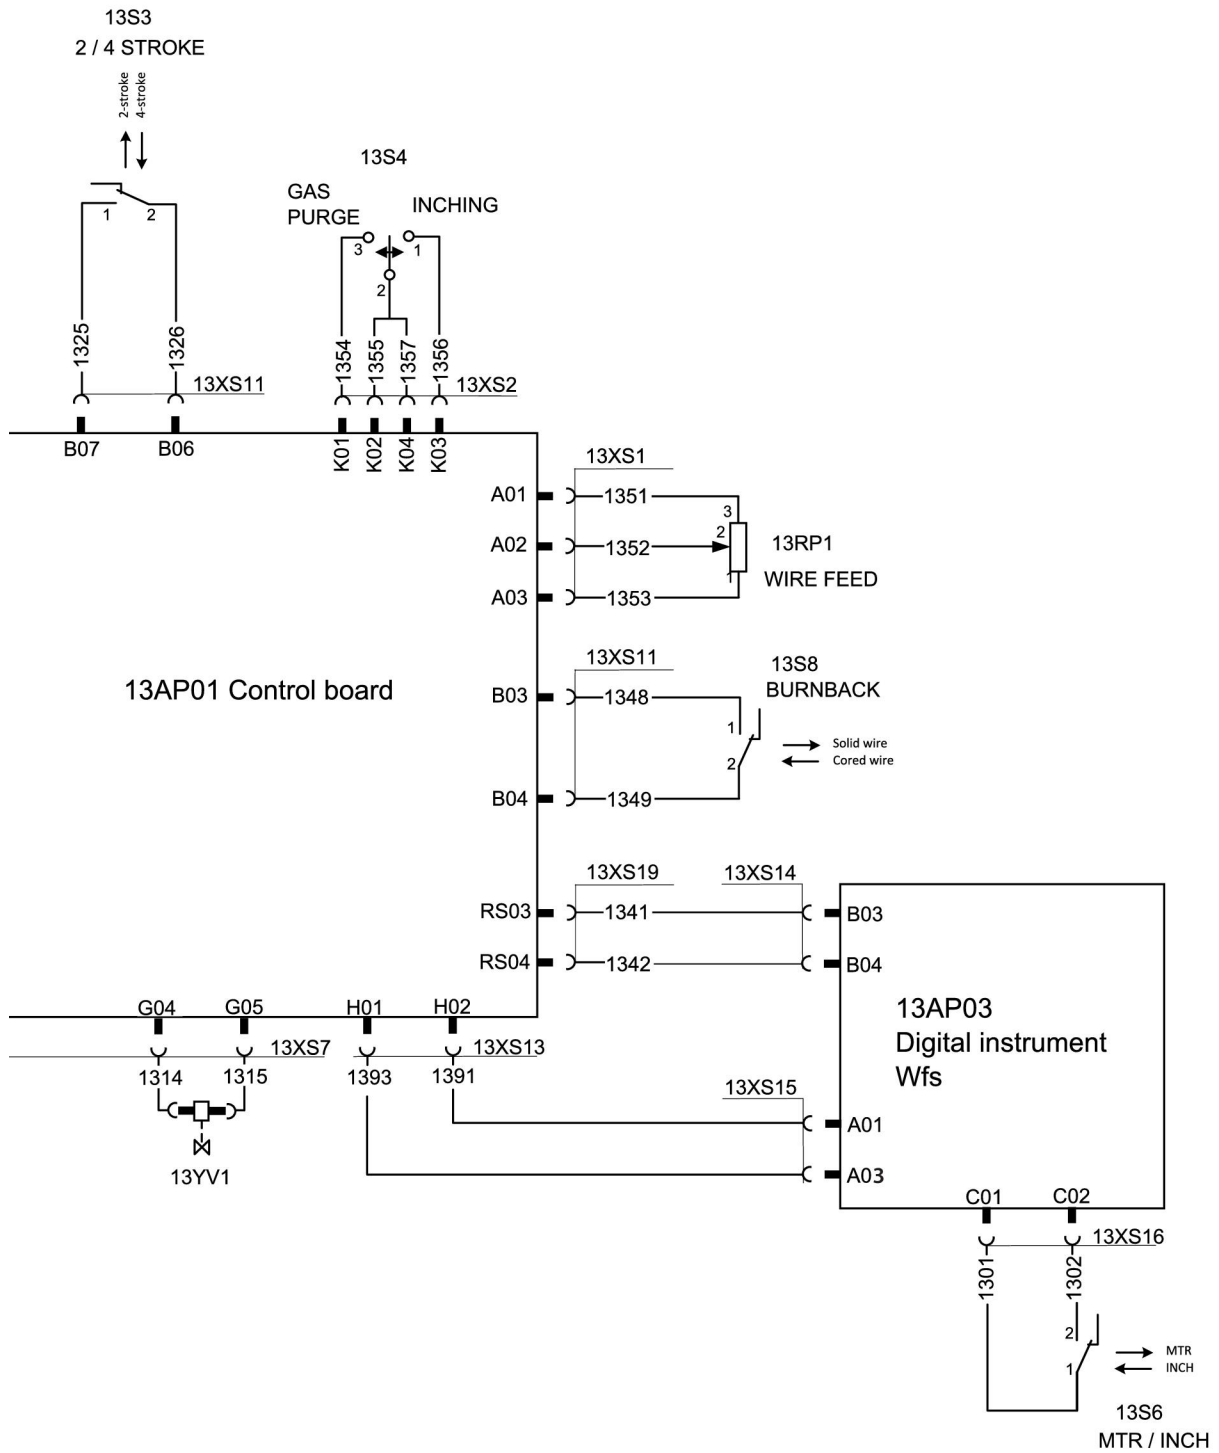 13S3
2 / 4 STROKE
2-stroke
4-stroke
13S4
GAS
PURGE
INCHING
1
2
3
1
2
1325
1326
1354
1355
1357
1356
13XS11
13XS2
B07
B06
K01
K02
K04
K03
13XS1
A01
1351
3
A02
1352
2
13RP1
1
WIRE FEED
A03
1353
13AP01 Control board
13XS11
13S8
BURNBACK
B03
1348
1
Solid wire
2
Cored wire
B04
1349
13XS19
13XS14
RS03
1341
B03
RS04
1342
B04
13AP03
Digital instrument
Wfs
G04
G05
H01
H02
13XS7
13XS13
1314
1315
1393
1391
13YV1
13XS15
A01
A03
C01
C02
13XS16
1301
1302
2
1
MTR
INCH
13S6
MTR / INCH